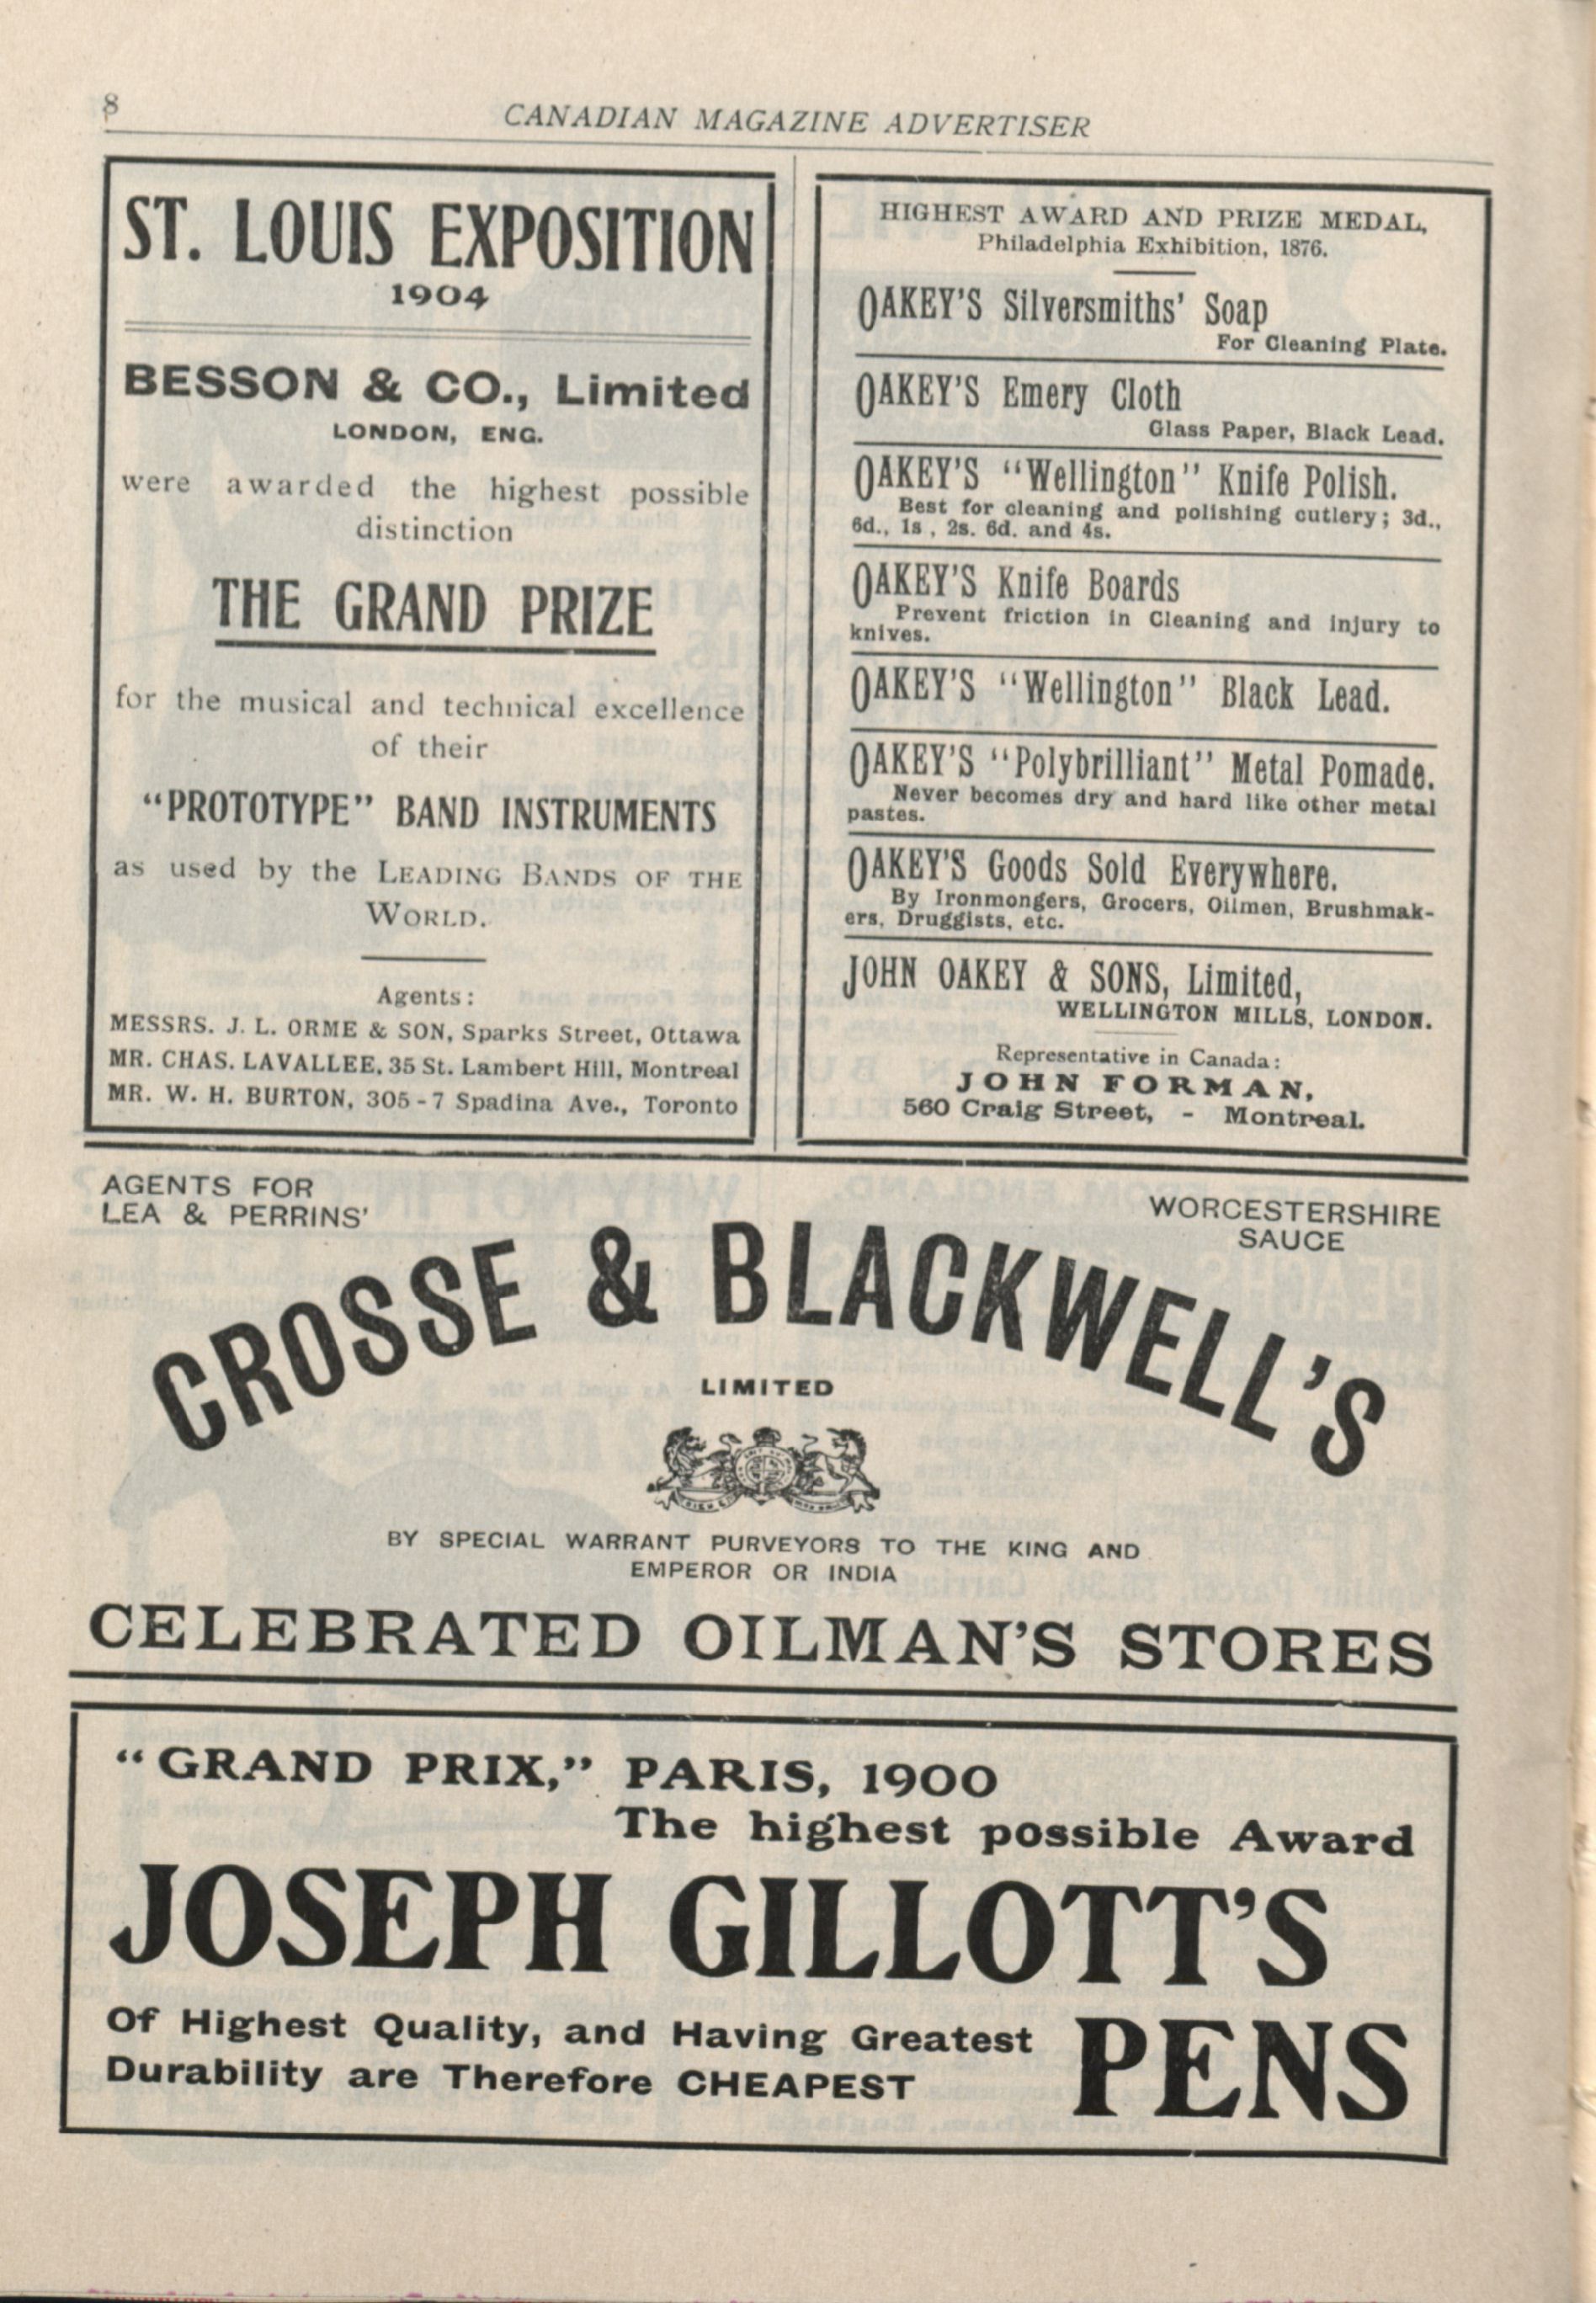 8
CANADIAN MAGAZINE ADVERTISER
ST. LOUIS EXPOSITION
1904
BESSON & CO., Limited
LONDON, ENG.
were awarded the highest possible
distinction
THE GRAND PRIZE
for the musical and technical excellence
of their
“PROTOTYPE” BAND INSTRUMENTS
as used by the LEADING BANDS OF THE
WORLD.
Agents:
MESSRS. J. L. ORME & SON, Sparks Street, Ottawa
MR. CHAS. LAVALLEE, 35 St. Lambert Hill, Montreal
MR. W. H. BURTON, 305-7 Spadina Ave., Toronto
HIGHEST AWARD AND PRIZE MEDAL,
Philadelphia Exhibition, 1876.
OAKEY'S Silversmiths' Soap
For Cleaning Plate.
OAKEY'S Emery Cloth
Glass Paper, Black Lead.
OAKEY'S “Wellington” Knife Polish.
Best for cleaning and polishing cutlery; 3d.,
6d., 1s, 2s. 6d. and 4s.
OAKEY'S Knife Boards
Prevent friction in Cleaning and injury to
knives.
OAKEY'S “Wellington” Black Lead.
OAKEY'S “Polybrilliant” Metal Pomade.
Never becomes dry and hard like other metal
pastes.
OAKEY'S Goods Sold Everywhere.
By Ironmongers, Grocers, Oilmen, Brushmak-
ers, Druggists, etc.
JOHN OAKEY & SONS, Limited,
WELLINGTON MILLS, LONDON.
Representative in Canada:
JOHN FORMAN,
560 Craig Street, - Montreal.
AGENTS FOR
LEA & PERRINS'
WORCESTERSHIRE
SAUCE
CROSSE & BLACKWELL'S
LIMITED
BY SPECIAL WARRANT PURVEYORS TO THE KING AND
EMPEROR OR INDIA
CELEBRATED OILMAN'S STORES
“GRAND PRIX,” PARIS, 1900
The highest possible Award
JOSEPH GILLOTT'S
Of Highest Quality, and Having Greatest
Durability are Therefore CHEAPEST
PENS